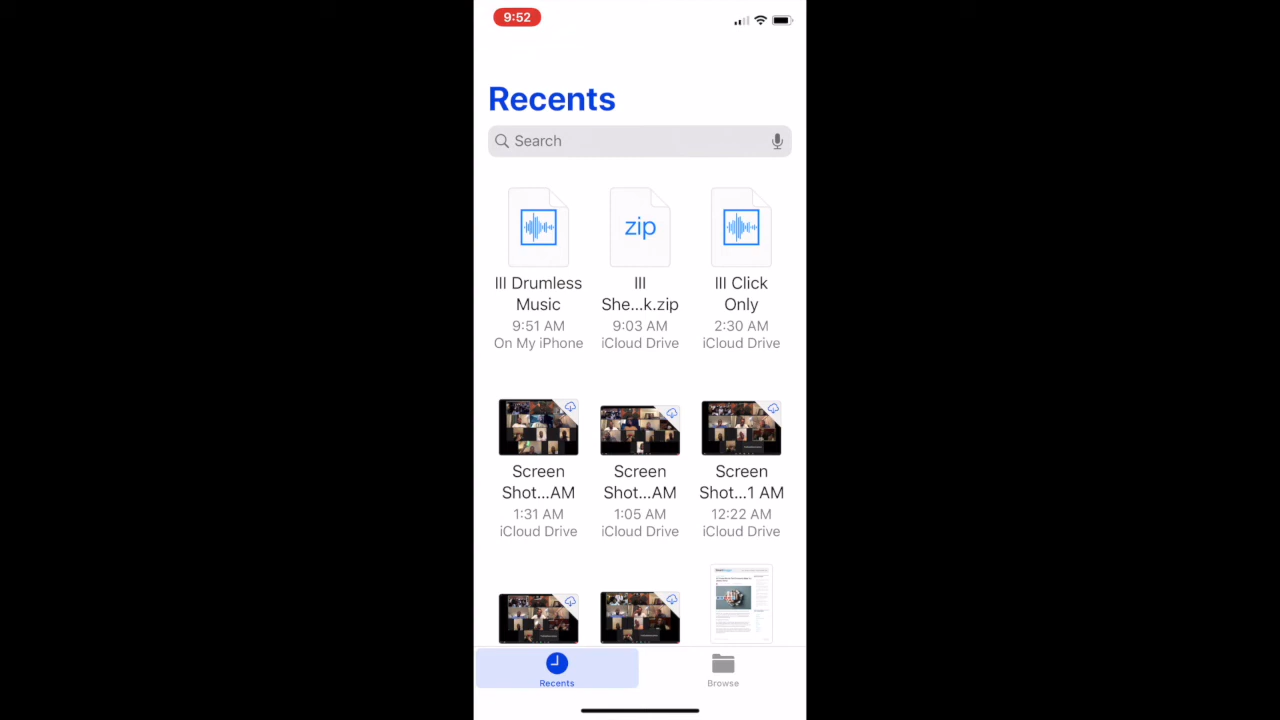 9:52
Recents
Search
zip
III Drumless
Music
9:51 AM
On My iPhone
III
She...k.zip
9:03 AM
iCloud Drive
III Click
Only
2:30 AM
iCloud Drive
Screen
Shot...AM
1:31 AM
iCloud Drive
Screen
Shot...AM
1:05 AM
iCloud Drive
Screen
Shot...1 AM
12:22 AM
iCloud Drive
Recents
Browse